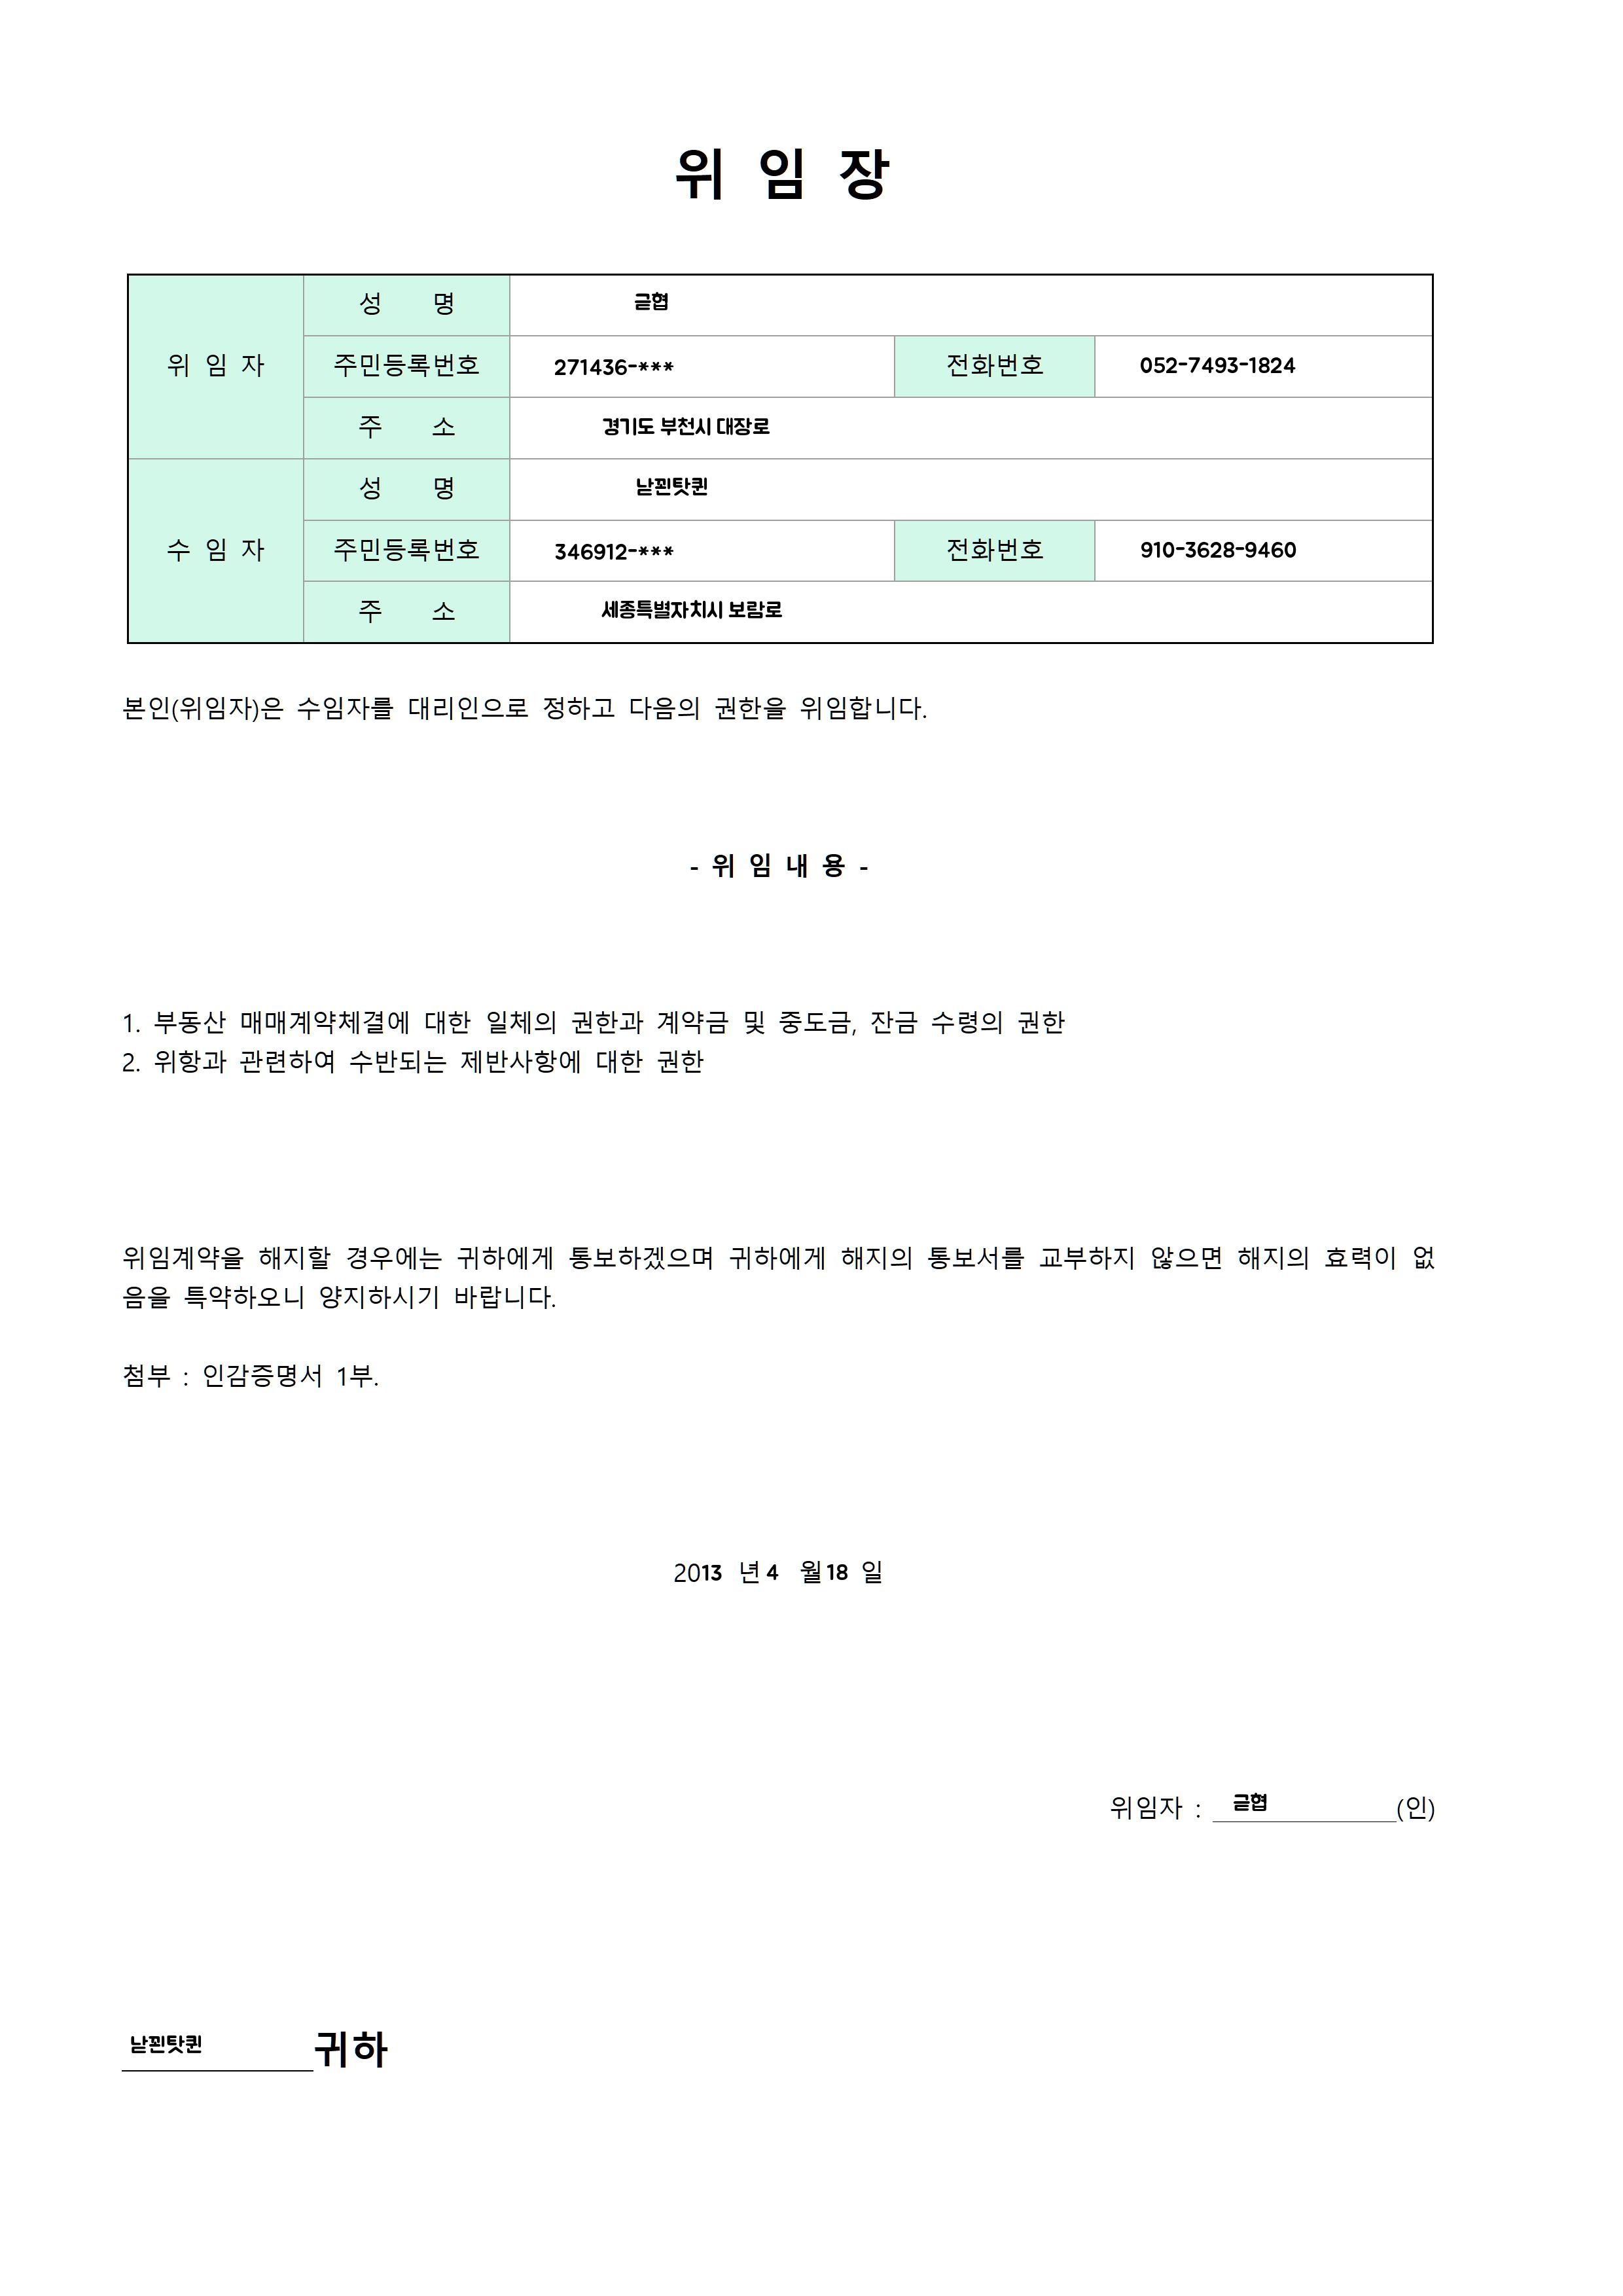 위 임 장
위 임 자
성 명 귿협
주민등록번호 271436-*** 전화번호 052-7493-1824
주 소 경기도 부천시 대장로
수 임 자
성 명 낟꾄탓퀸
주민등록번호 346912-*** 전화번호 910-3628-9460
주 소 세종특별자치시 보람로
본인(위임자)은 수임자를 대리인으로 정하고 다음의 권한을 위임합니다.
- 위 임 내 용 -
1. 부동산 매매계약체결에 대한 일체의 권한과 계약금 및 중도금, 잔금 수령의 권한
2. 위항과 관련하여 수반되는 제반사항에 대한 권한
위임계약을 해지할 경우에는 귀하에게 통보하겠으며 귀하에게 해지의 통보서를 교부하지 않으면 해지의 효력이 없
음을 특약하오니 양지하시기 바랍니다.
첨부 : 인감증명서 1부.
2013 년 4 월 18 일
위임자 : 귿협 (인)
낟꾄탓퀸 귀하